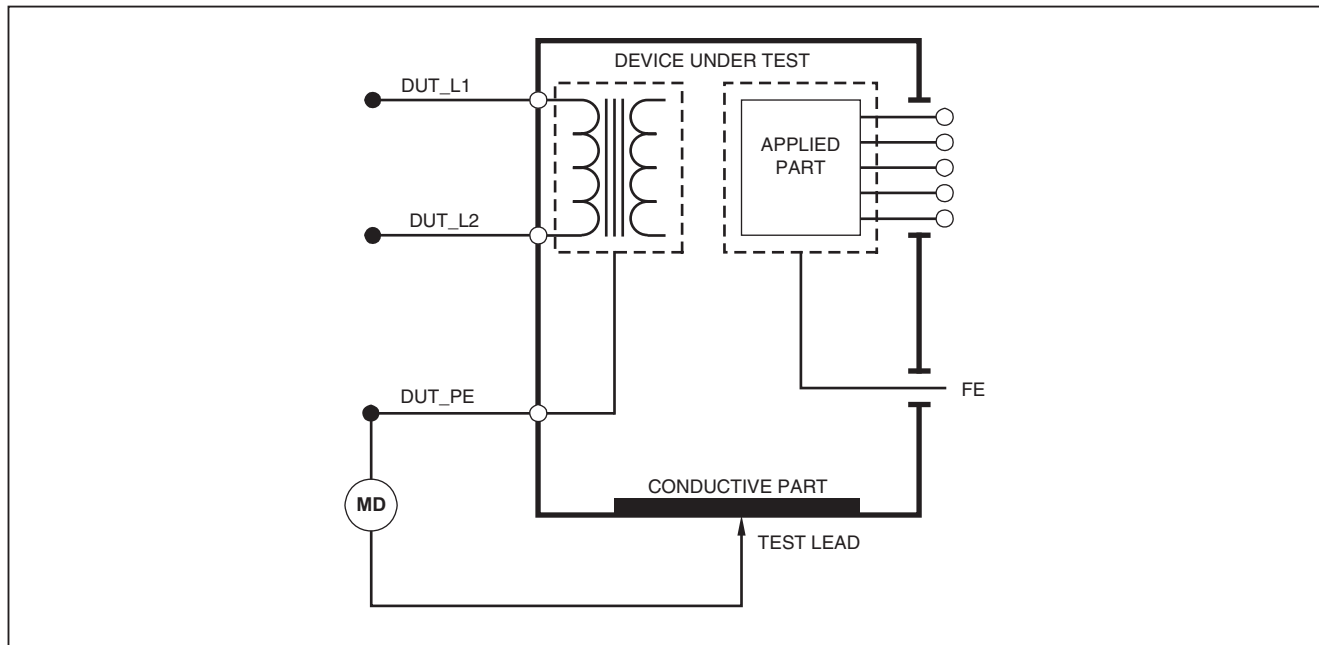 DEVICE UNDER TEST
DUT_L1
APPLIED
PART
DUT_L2
DUT_PE
FE
CONDUCTIVE PART
MD
TEST LEAD